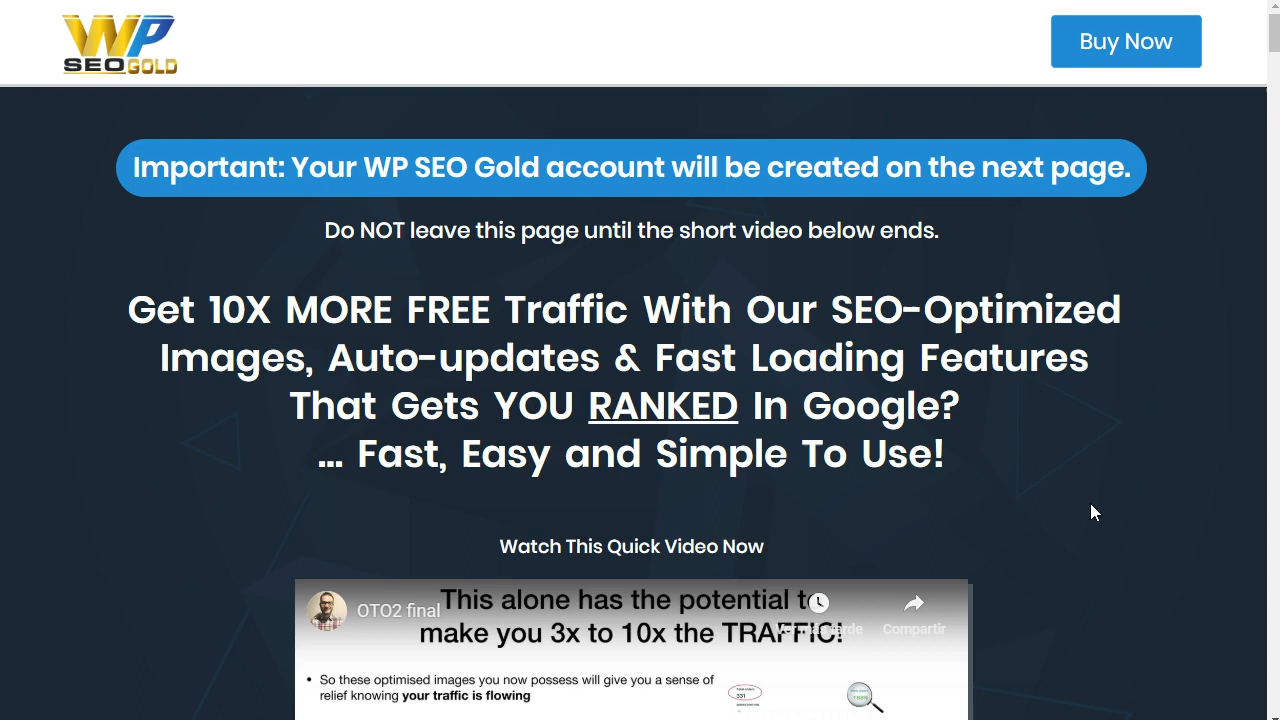 WP
SEO GOLD
Buy Now
Important: Your WP SEO Gold account will be created on the next page.
Do NOT leave this page until the short video below ends.
Get 10X MORE FREE Traffic With Our SEO-Optimized
Images, Auto-updates & Fast Loading Features
That Gets YOU RANKED In Google?
... Fast, Easy and Simple To Use!
Watch This Quick Video Now
OTO2 final
This alone has the potential to
make you 3x to 10x the TRAFFIC!
Ver más tarde
Compartir
• So these optimised images you now possess will give you a sense of
relief knowing your traffic is flowing
331